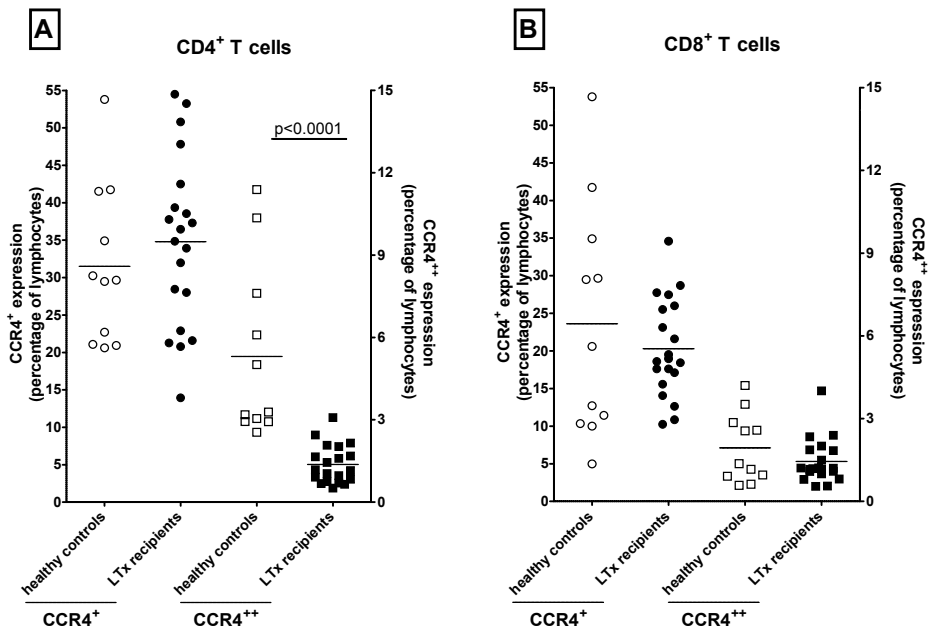 A
CD4+ T cells
CCR4+ expression
(percentage of lymphocytes)
55
50
45
40
35
30
25
20
15
10
5
0
p<0.0001
15
12
9
6
3
0
CCR4++ espression
(percentage of lymphocytes)
healthy controls
LTx recipients
healthy controls
LTx recipients
CCR4+
CCR4++
B
CD8+ T cells
CCR4+ expression
(percentage of lymphocytes)
55
50
45
40
35
30
25
20
15
10
5
0
15
12
9
6
3
0
CCR4++ espression
(percentage of lymphocytes)
healthy controls
LTx recipients
healthy controls
LTx recipients
CCR4+
CCR4++